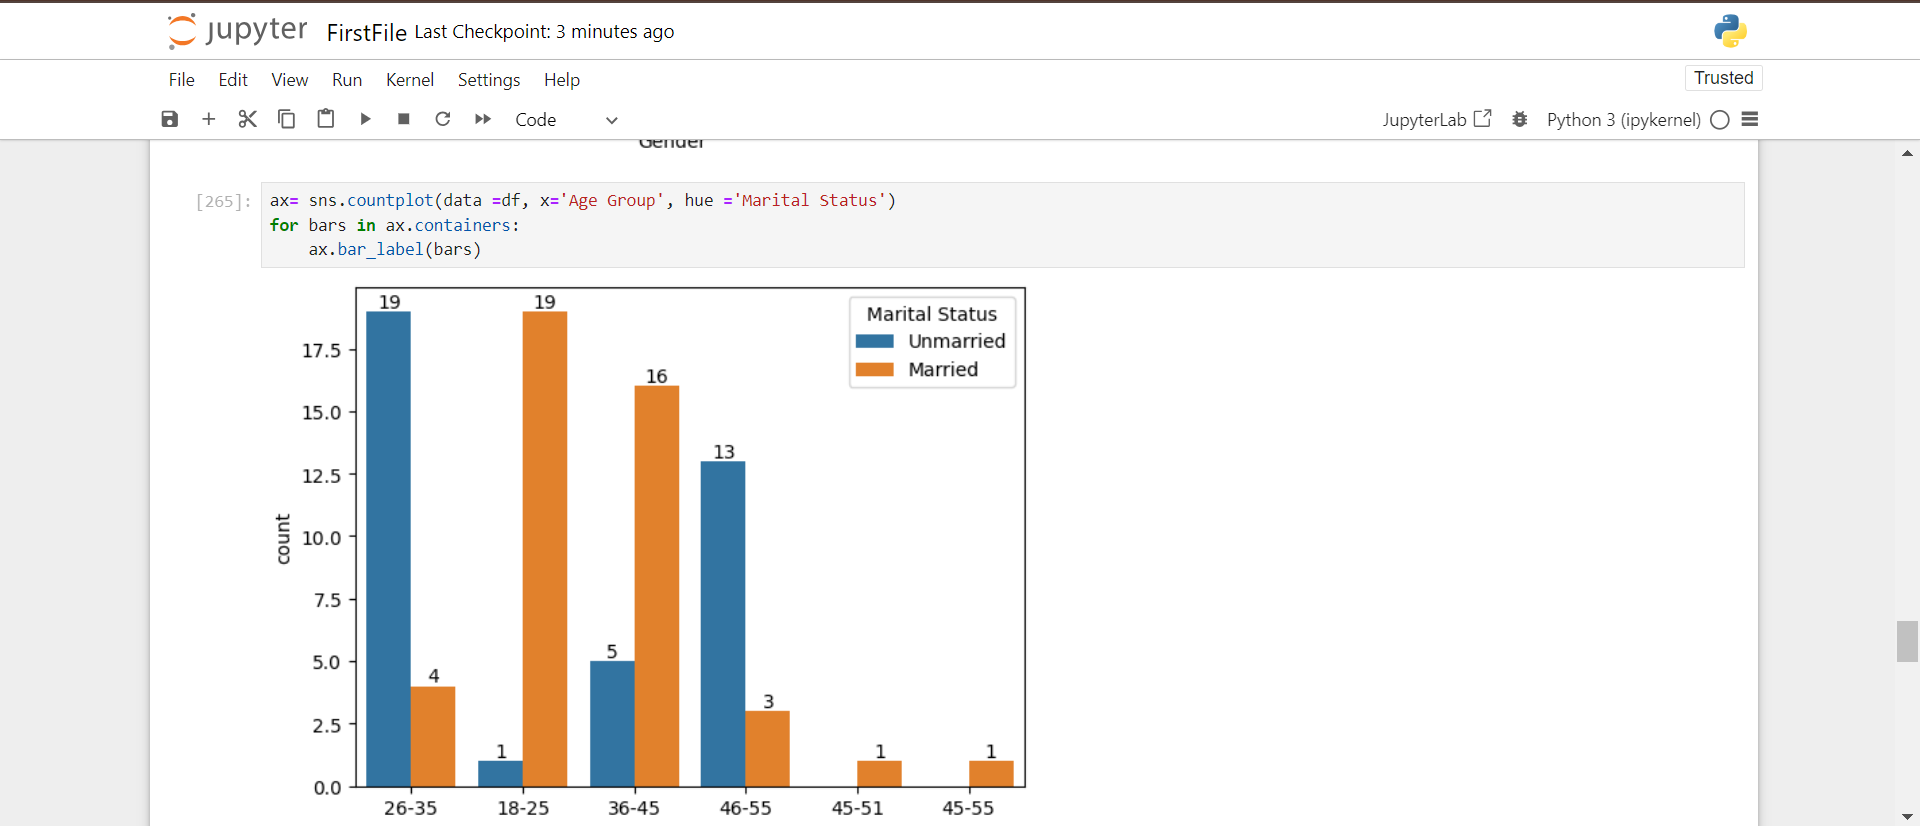 jupyter FirstFile Last Checkpoint: 3 minutes ago
File Edit View Run Kernel Settings Help
Trusted
Code
JupyterLab
Python 3 (ipykernel)
Gender
[265]:
ax= sns.countplot(data =df, x='Age Group', hue ='Marital Status')
for bars in ax.containers:
    ax.bar_label(bars)
19 19
Marital Status
Unmarried
Married
17.5
16
15.0
13
12.5
count
10.0
7.5
5
5.0
4
3
2.5
1 1 1
0.0
26-35 18-25 36-45 46-55 45-51 45-55